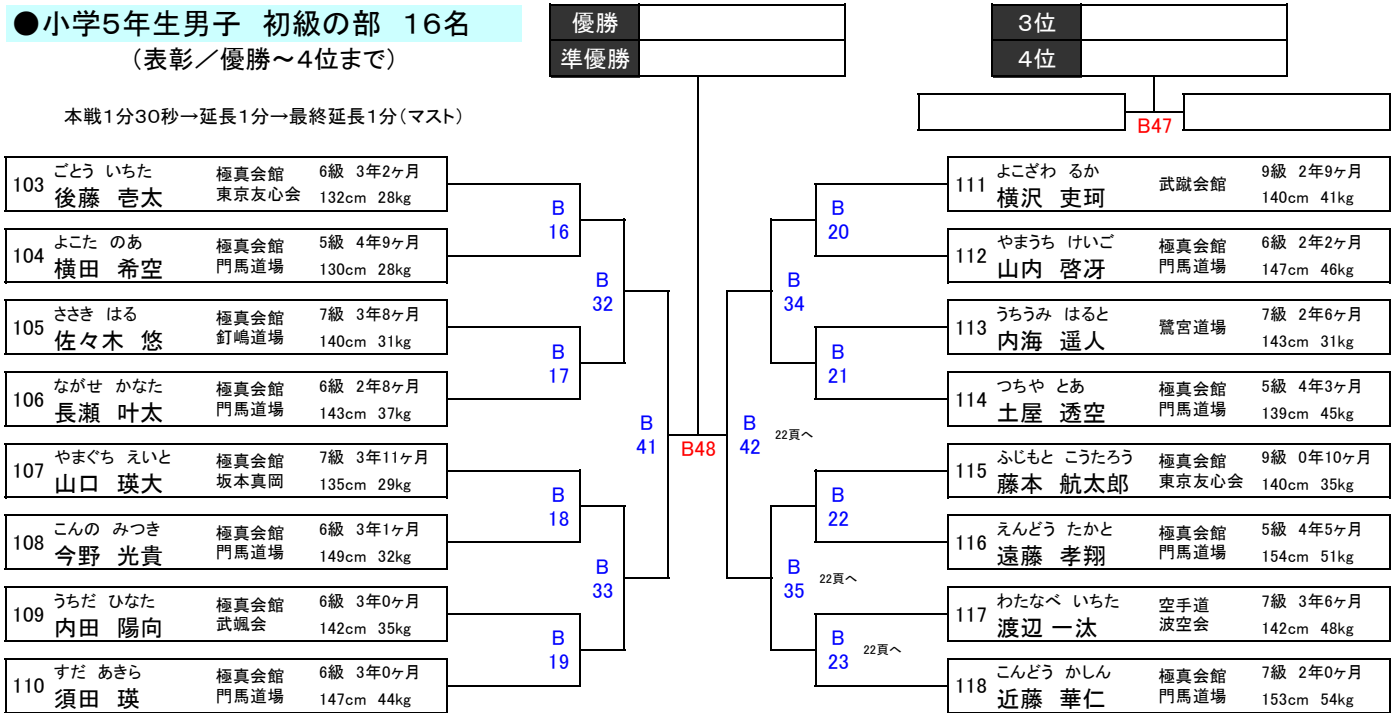 ●小学5年生男子 初級の部 16名
(表彰/優勝~4位まで)
本戦1分30秒→延長1分→最終延長1分(マスト)
優勝
準優勝
3位
4位
B47
103 ごとう いちた 極真会館 6級 3年2ヶ月
後藤 壱太 東京友心会 132cm 28kg
104 よこた のあ 極真会館 5級 4年9ヶ月
横田 希空 門馬道場 130cm 28kg
105 ささき はる 極真会館 7級 3年8ヶ月
佐々木 悠 釘嶋道場 140cm 31kg
106 ながせ かなた 極真会館 6級 2年8ヶ月
長瀬 叶太 門馬道場 143cm 37kg
107 やまぐち えいと 極真会館 7級 3年11ヶ月
山口 瑛大 坂本真岡 135cm 29kg
108 こんの みつき 極真会館 6級 3年1ヶ月
今野 光貴 門馬道場 149cm 32kg
109 うちだ ひなた 極真会館 6級 3年0ヶ月
内田 陽向 武颯会 142cm 35kg
110 すだ あきら 極真会館 6級 3年0ヶ月
須田 瑛 門馬道場 147cm 44kg
B
16
B
17
B
18
B
19
B
32
B
33
B
41
B48
B
42 22頁へ
B
34
B
35 22頁へ
B
20
B
21
B
22
B
23 22頁へ
111 よこざわ るか 武蹴会館 9級 2年9ヶ月
横沢 吏珂 140cm 41kg
112 やまうち けいご 極真会館 6級 2年2ヶ月
山内 啓冴 門馬道場 147cm 46kg
113 うちうみ はると 鷺宮道場 7級 2年6ヶ月
内海 遥人 143cm 31kg
114 つちや とあ 極真会館 5級 4年3ヶ月
土屋 透空 門馬道場 139cm 45kg
115 ふじもと こうたろう 極真会館 9級 0年10ヶ月
藤本 航太郎 東京友心会 140cm 35kg
116 えんどう たかと 極真会館 5級 4年5ヶ月
遠藤 孝翔 門馬道場 154cm 51kg
117 わたなべ いちた 空手道 7級 3年6ヶ月
渡辺 一汰 波空会 142cm 48kg
118 こんどう かしん 極真会館 7級 2年0ヶ月
近藤 華仁 門馬道場 153cm 54kg